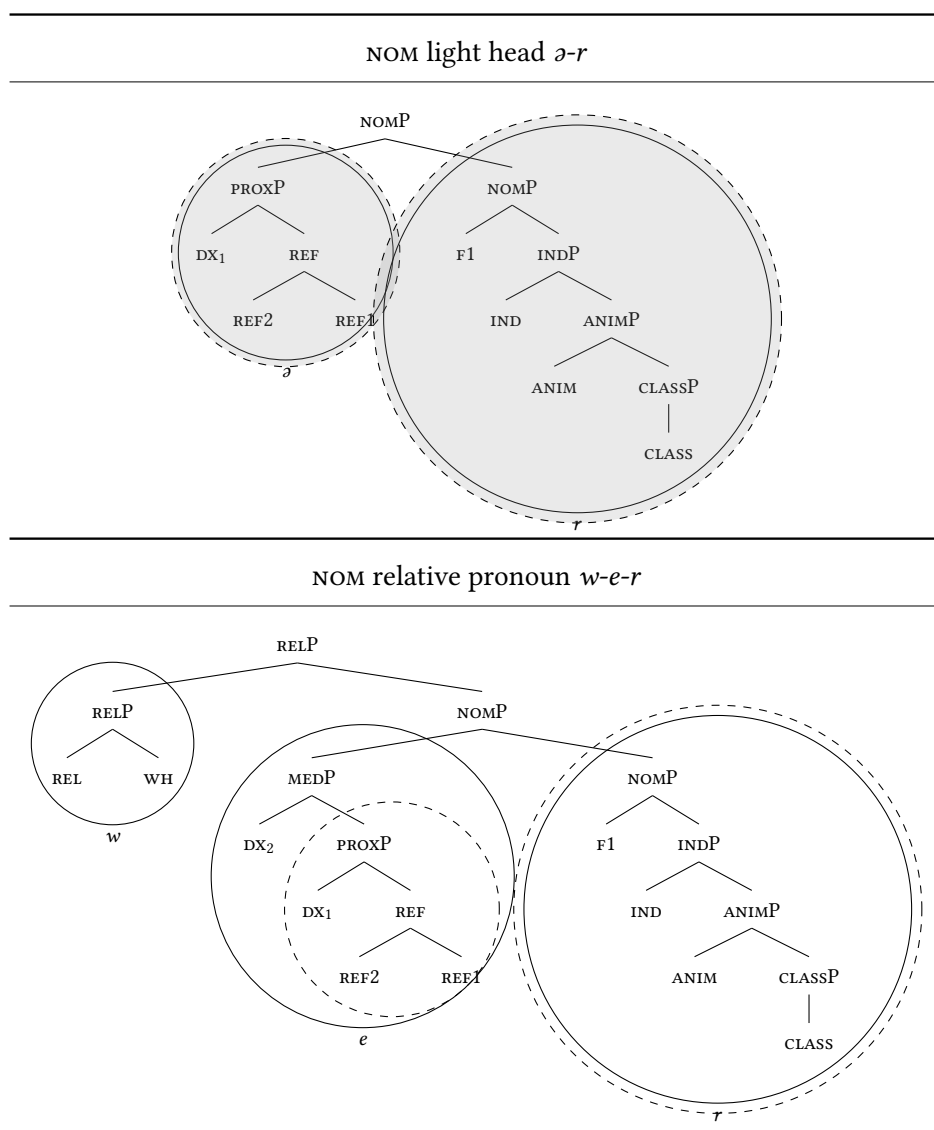 NOM light head ə-r
NOMP
PROXP NOMP
DX₁ REF F1 INDP
REF2 REF1 IND ANIMP
ə ANIM CLASSP
CLASS
r
NOM relative pronoun w-e-r
RELP
RELP NOMP
REL WH MEDP NOMP
w DX₂ PROXP F1 INDP
DX₁ REF IND ANIMP
REF2 REF1 ANIM CLASSP
e CLASS
r